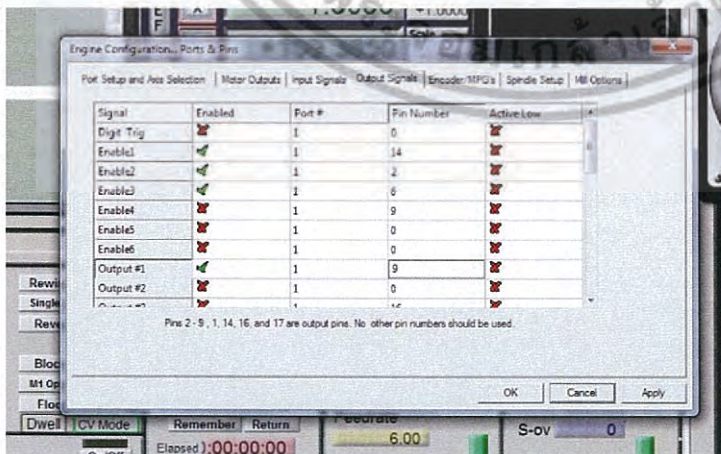 E
F
X
+1.0000
Scale
Engine Configuration... Ports & Pins
Port Setup and Axis Selection Motor Outputs Input Signals Output Signals Encoder/MPG's Spindle Setup Mill Options
Signal Enabled Port # Pin Number Active Low
Digit Trig 1 0
Enable1 1 14
Enable2 1 2
Enable3 1 6
Enable4 1 9
Enable5 1 0
Enable6 1 0
Output #1 1 9
Output #2 1 0
Pins 2 - 9 , 1, 14, 16, and 17 are output pins. No other pin numbers should be used.
OK Cancel Apply
Rewi
Single
Reve
Bloc
M1 Op
Floo
Dwell CV Mode
Remember Return
Elapsed 00:00:00
Feedrate
6.00
S-ov 0